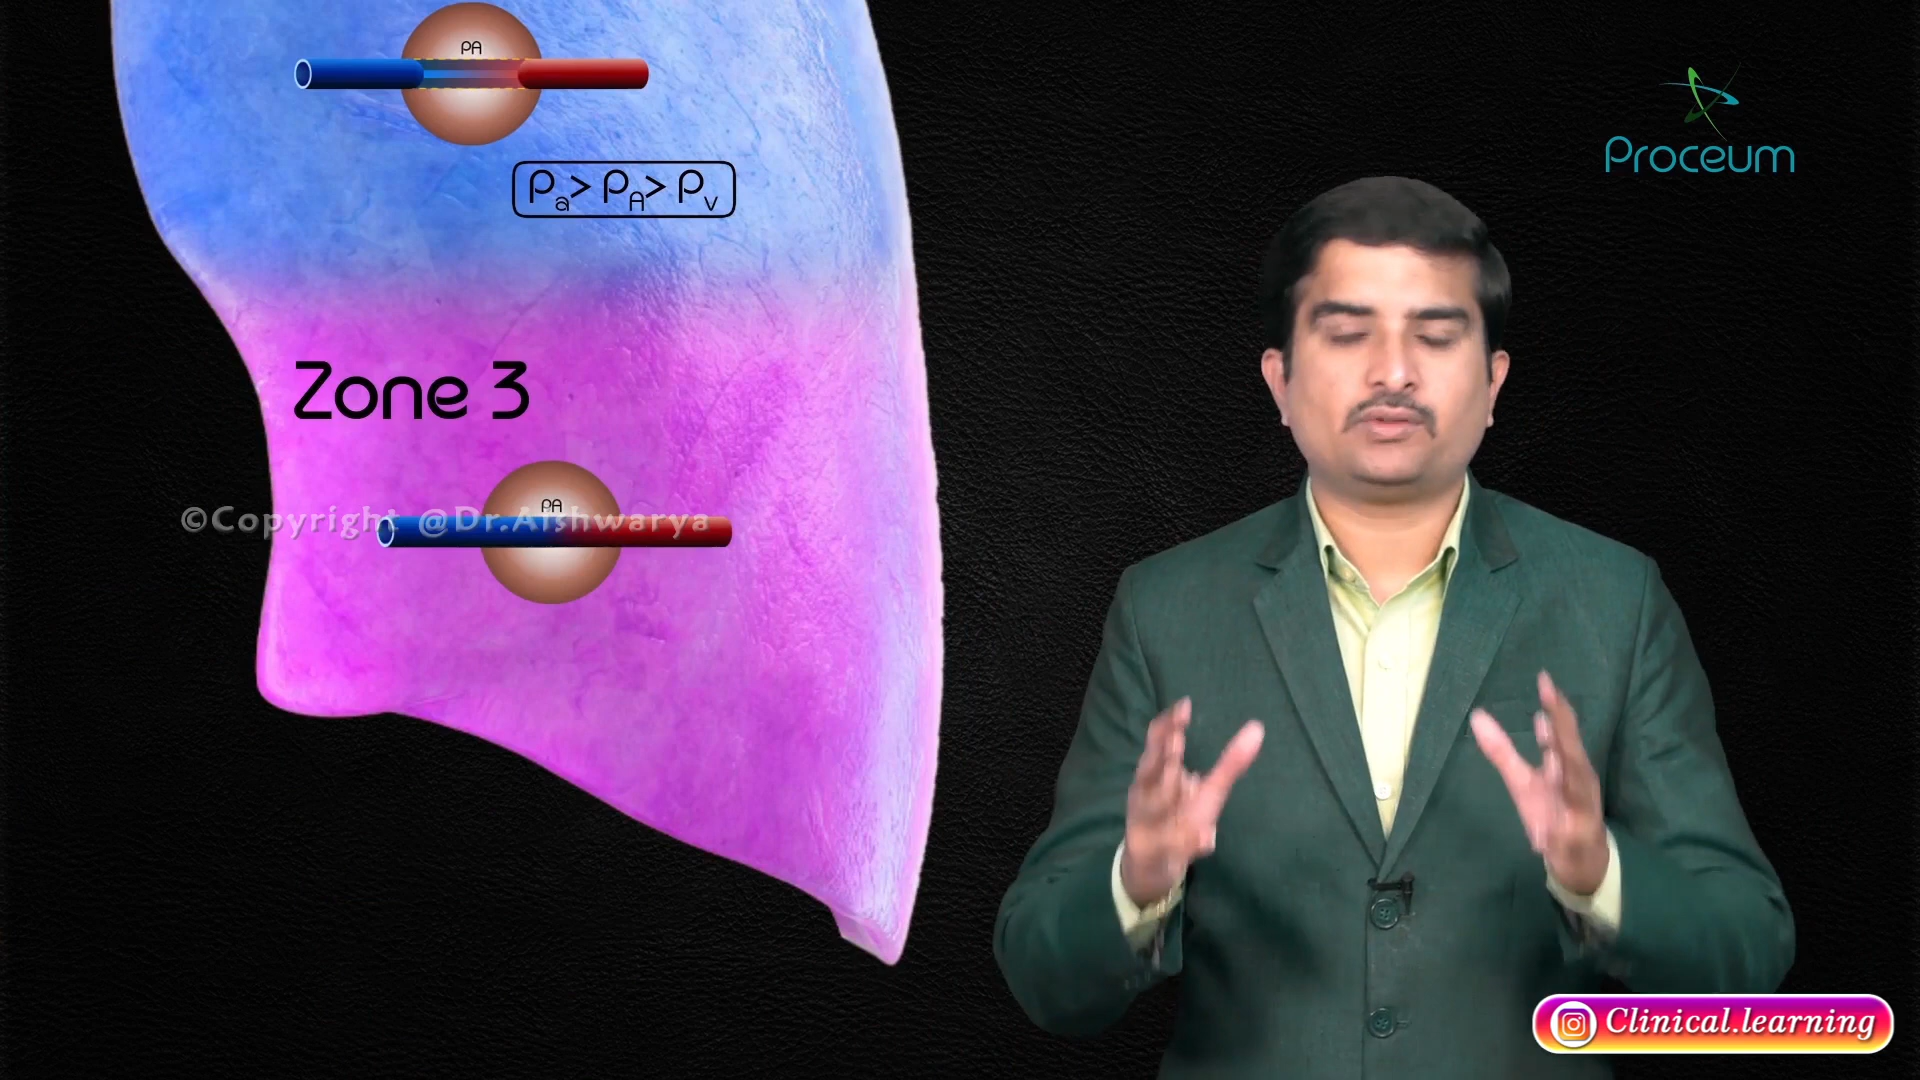 PA
Pa> PA> Pv
Proceum
Zone 3
PA
©Copyright @Dr.Aishwarya
Clinical.learning